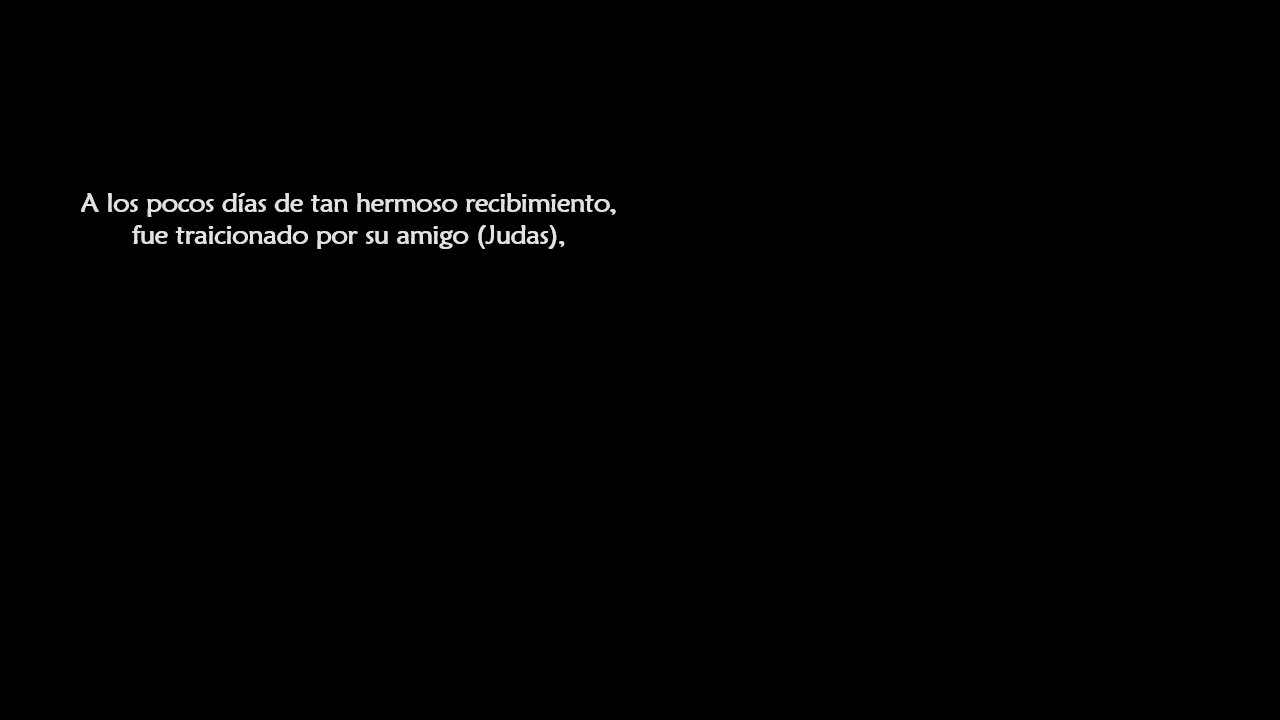 A los pocos días de tan hermoso recibimiento,
fue traicionado por su amigo (Judas),